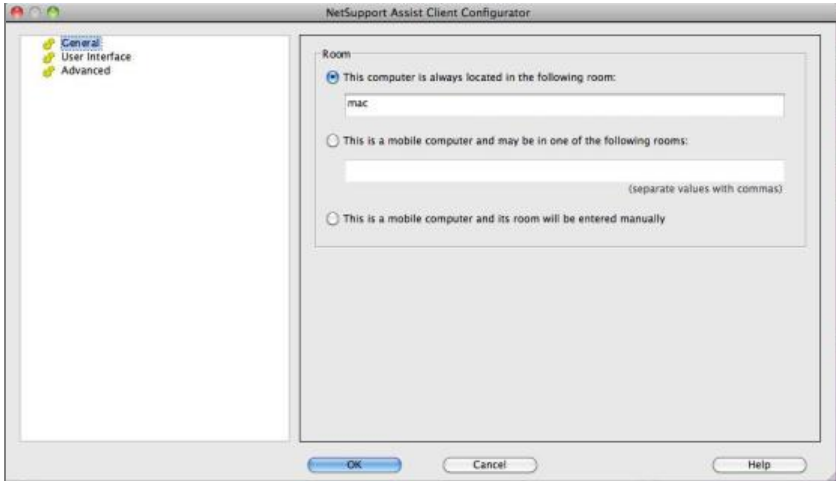 NetSupport Assist Client Configurator
General
User Interface
Advanced
Room
This computer is always located in the following room:
mac
This is a mobile computer and may be in one of the following rooms:
(separate values with commas)
This is a mobile computer and its room will be entered manually
OK
Cancel
Help